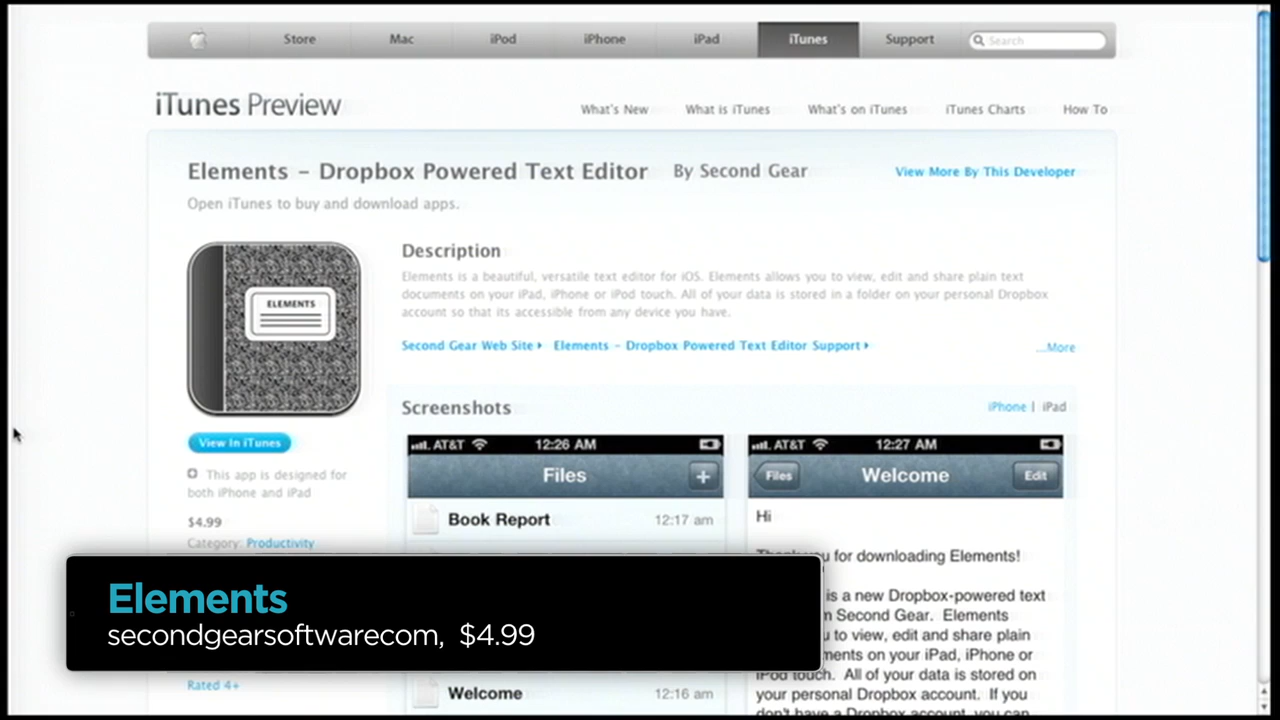 Store Mac iPod iPhone iPad iTunes Support Search
iTunes Preview
What's New What is iTunes What's on iTunes iTunes Charts How To
Elements – Dropbox Powered Text Editor By Second Gear View More By This Developer
Open iTunes to buy and download apps.
ELEMENTS
View In iTunes
This app is designed for
both iPhone and iPad
$4.99
Category: Productivity
Rated 4+
Description
Elements is a beautiful, versatile text editor for iOS. Elements allows you to view, edit and share plain text
documents on your iPad, iPhone or iPod touch. All of your data is stored in a folder on your personal Dropbox
account so that its accessible from any device you have.
Second Gear Web Site Elements – Dropbox Powered Text Editor Support ...More
Screenshots iPhone | iPad
AT&T 12:26 AM
Files +
Book Report 12:17 am
Welcome 12:16 am
AT&T 12:27 AM
Files Welcome Edit
Hi
Thank you for downloading Elements!
is a new Dropbox-powered text
Second Gear. Elements
to view, edit and share plain
on your iPad, iPhone or
iPod touch. All of your data is stored on
your personal Dropbox account. If you
don't have a Dropbox account, you can
Elements
secondgearsoftwarecom, $4.99